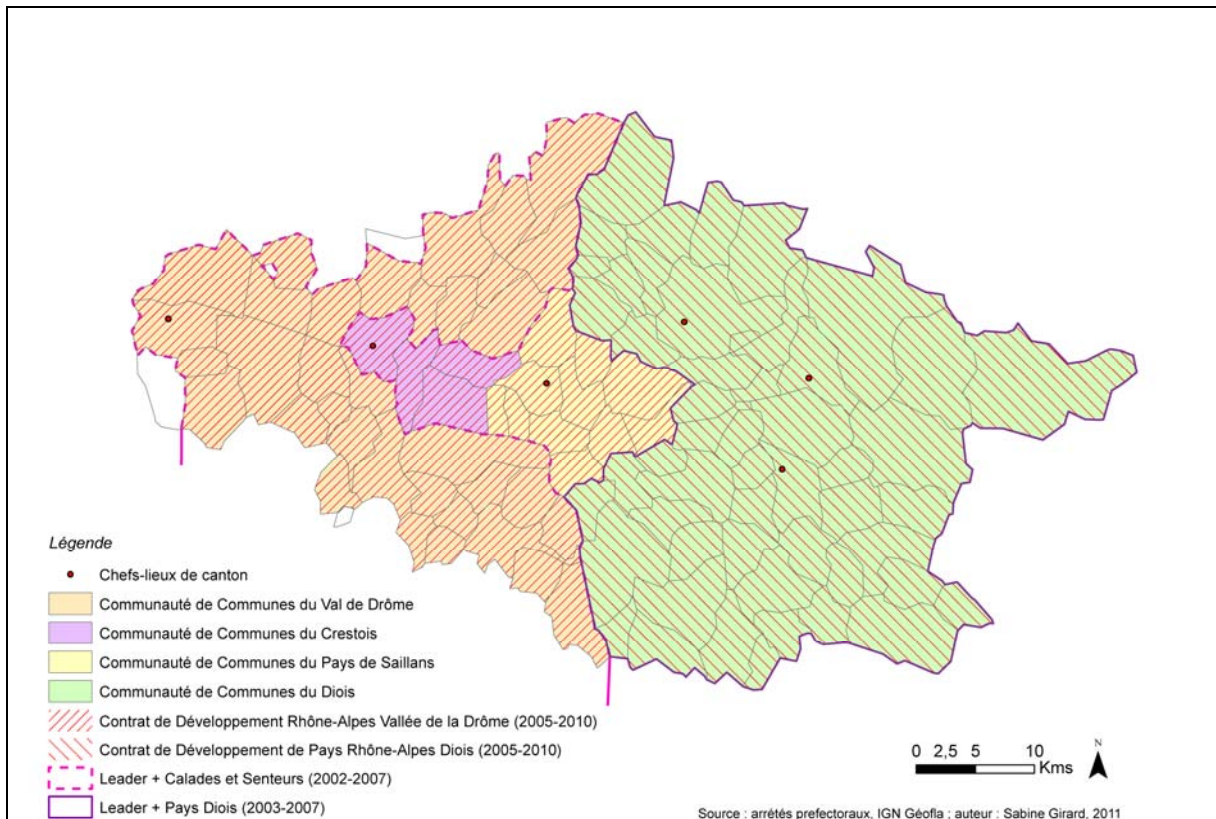 Légende
Chefs-lieux de canton
Communauté de Communes du Val de Drôme
Communauté de Communes du Crestois
Communauté de Communes du Pays de Saillans
Communauté de Communes du Diois
Contrat de Développement Rhône-Alpes Vallée de la Drôme (2005-2010)
Contrat de Développement de Pays Rhône-Alpes Diois (2005-2010)
Leader + Calades et Senteurs (2002-2007)
Leader + Pays Diois (2003-2007)
0 2,5 5 10
Kms
N
Source : arrétés prefectoraux, IGN Géofla ; auteur : Sabine Girard, 2011